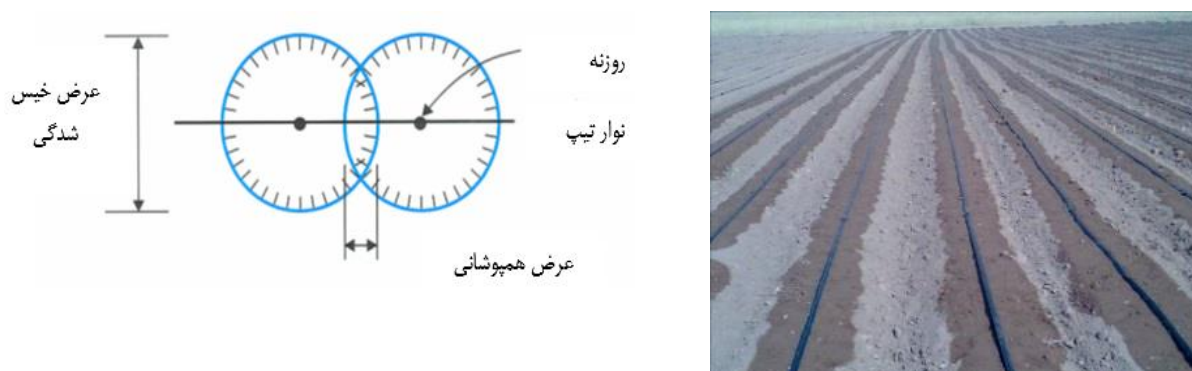 روزنه
عرض خیس
شدگی
نوار تیپ
عرض همپوشانی